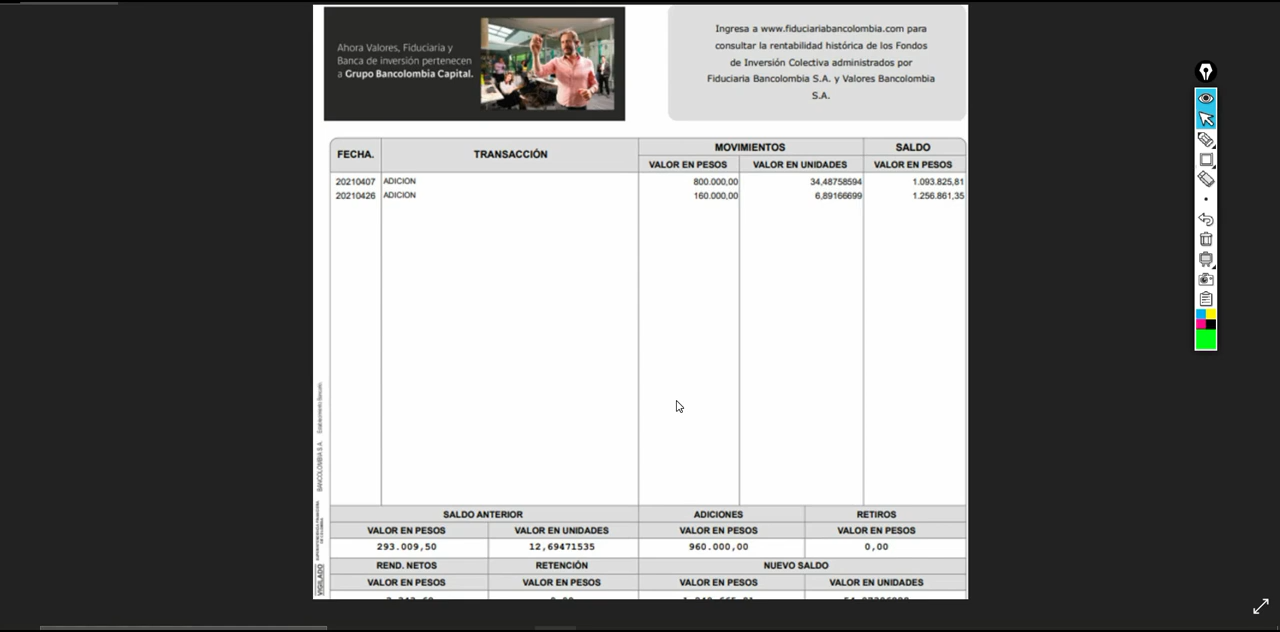 Ahora Valores, Fiduciaria y
Banca de inversión pertenecen
a Grupo Bancolombia Capital.
Ingresa a www.fiduciariabancolombia.com para
consultar la rentabilidad histórica de los Fondos
de Inversión Colectiva administrados por
Fiduciaria Bancolombia S.A. y Valores Bancolombia
S.A.
FECHA. TRANSACCIÓN MOVIMIENTOS SALDO
VALOR EN PESOS VALOR EN UNIDADES VALOR EN PESOS
20210407 ADICION 800.000,00 34,48758594 1.093.825,81
20210426 ADICION 160.000,00 6,89166699 1.256.861,35
SALDO ANTERIOR ADICIONES RETIROS
VALOR EN PESOS VALOR EN UNIDADES VALOR EN PESOS VALOR EN PESOS
293.009,50 12,69471535 960.000,00 0,00
REND. NETOS RETENCIÓN NUEVO SALDO
VALOR EN PESOS VALOR EN PESOS VALOR EN PESOS VALOR EN UNIDADES
VIGILADO
BANCOLOMBIA S.A.